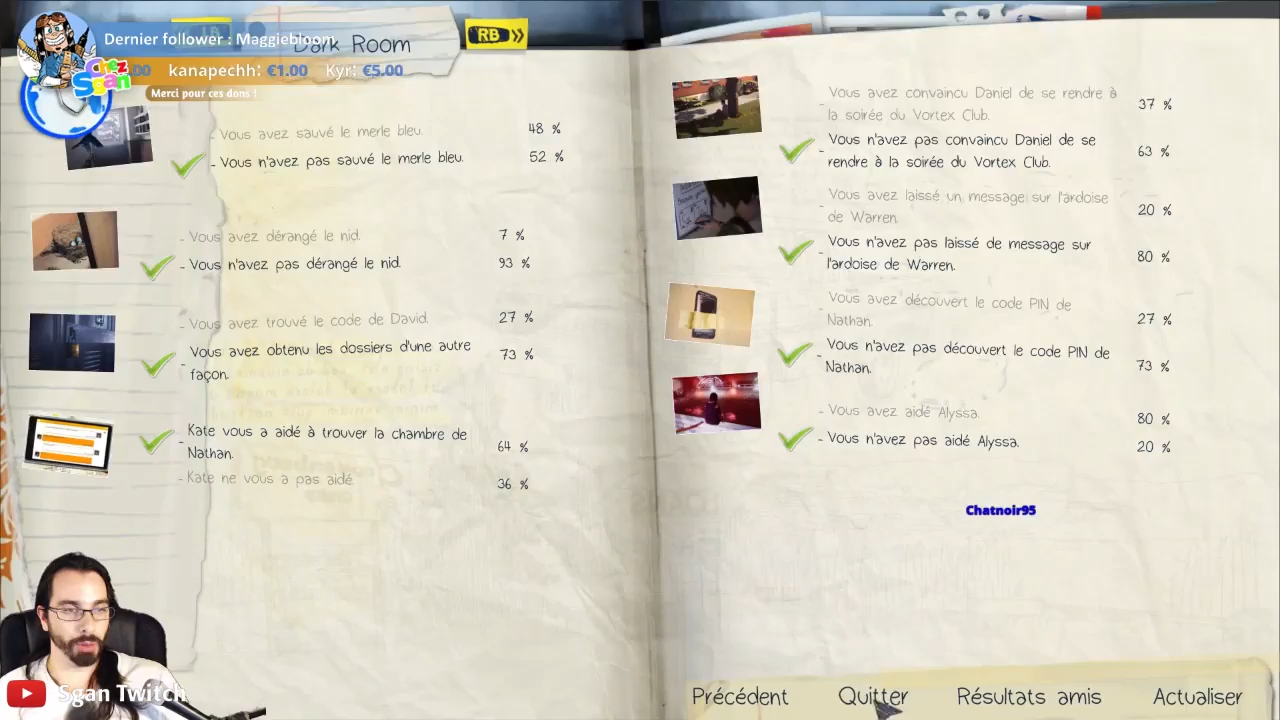 Dernier follower : Maggiebloom
Dark Room
RB
.00 kanapechh: €1.00 Kyr: €5.00
Chez Sgan
Merci pour ces dons !
- Vous avez sauvé le merle bleu. 48 %
- Vous n'avez pas sauvé le merle bleu. 52 %
- Vous avez dérangé le nid. 7 %
- Vous n'avez pas dérangé le nid. 93 %
- Vous avez trouvé le code de David. 27 %
- Vous avez obtenu les dossiers d'une autre 73 %
façon.
- Kate vous a aidé à trouver la chambre de 64 %
Nathan.
- Kate ne vous a pas aidé. 36 %
- Vous avez convaincu Daniel de se rendre à 37 %
la soirée du Vortex Club.
- Vous n'avez pas convaincu Daniel de se 63 %
rendre à la soirée du Vortex Club.
- Vous avez laissé un message sur l'ardoise 20 %
de Warren.
- Vous n'avez pas laissé de message sur 80 %
l'ardoise de Warren.
- Vous avez découvert le code PIN de 27 %
Nathan.
- Vous n'avez pas découvert le code PIN de 73 %
Nathan.
- Vous avez aidé Alyssa. 80 %
- Vous n'avez pas aidé Alyssa. 20 %
Chatnoir95
Sgan Twitch
Précédent Quitter Résultats amis Actualiser